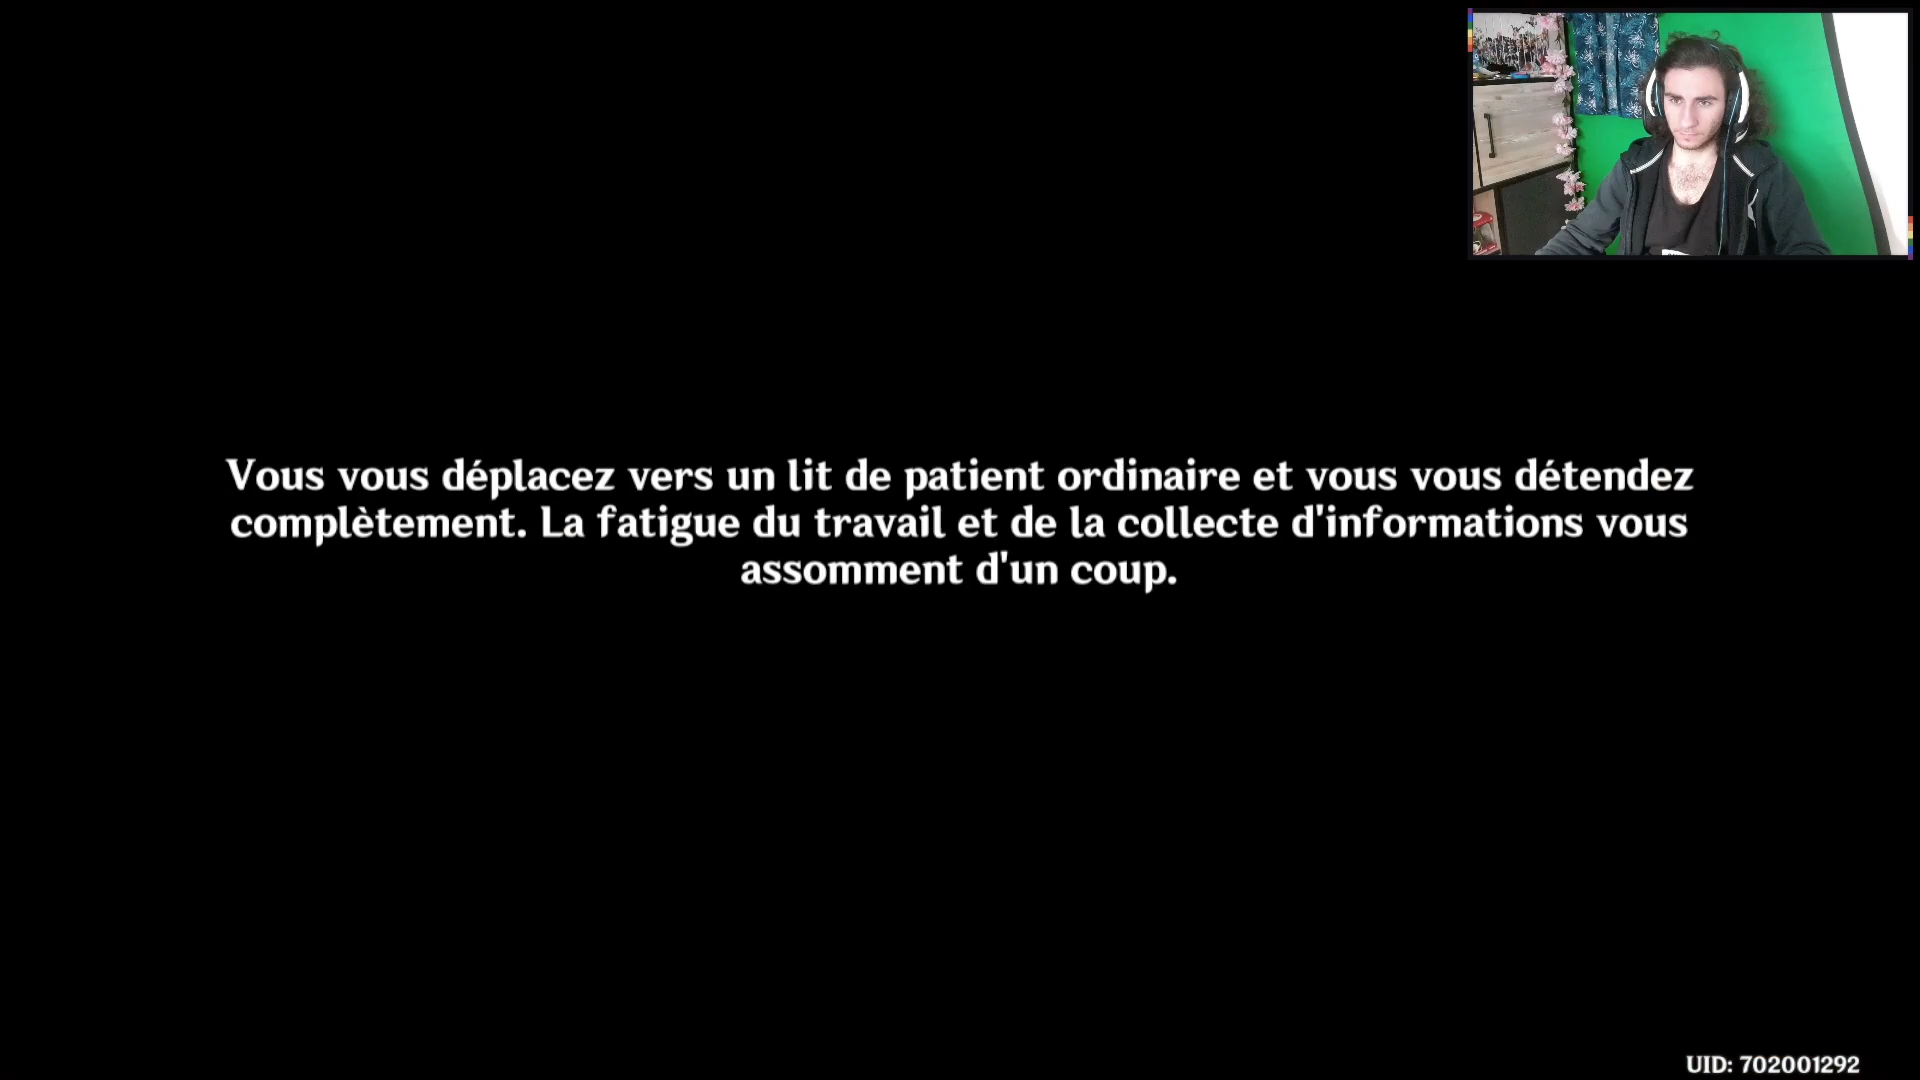 Vous vous déplacez vers un lit de patient ordinaire et vous vous détendez
complètement. La fatigue du travail et de la collecte d'informations vous
assomment d'un coup.
UID: 702001292